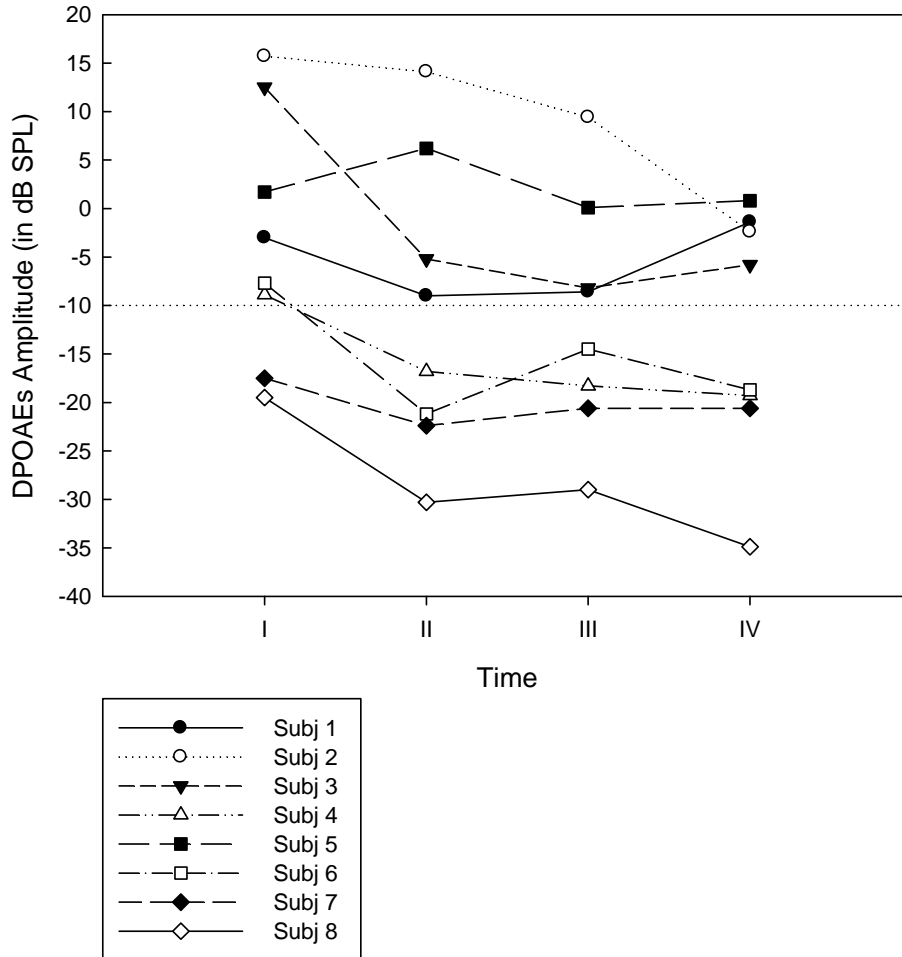 DPOAEs Amplitude (in dB SPL)
20
15
10
5
0
-5
-10
-15
-20
-25
-30
-35
-40
I II III IV
Time
Subj 1
Subj 2
Subj 3
Subj 4
Subj 5
Subj 6
Subj 7
Subj 8